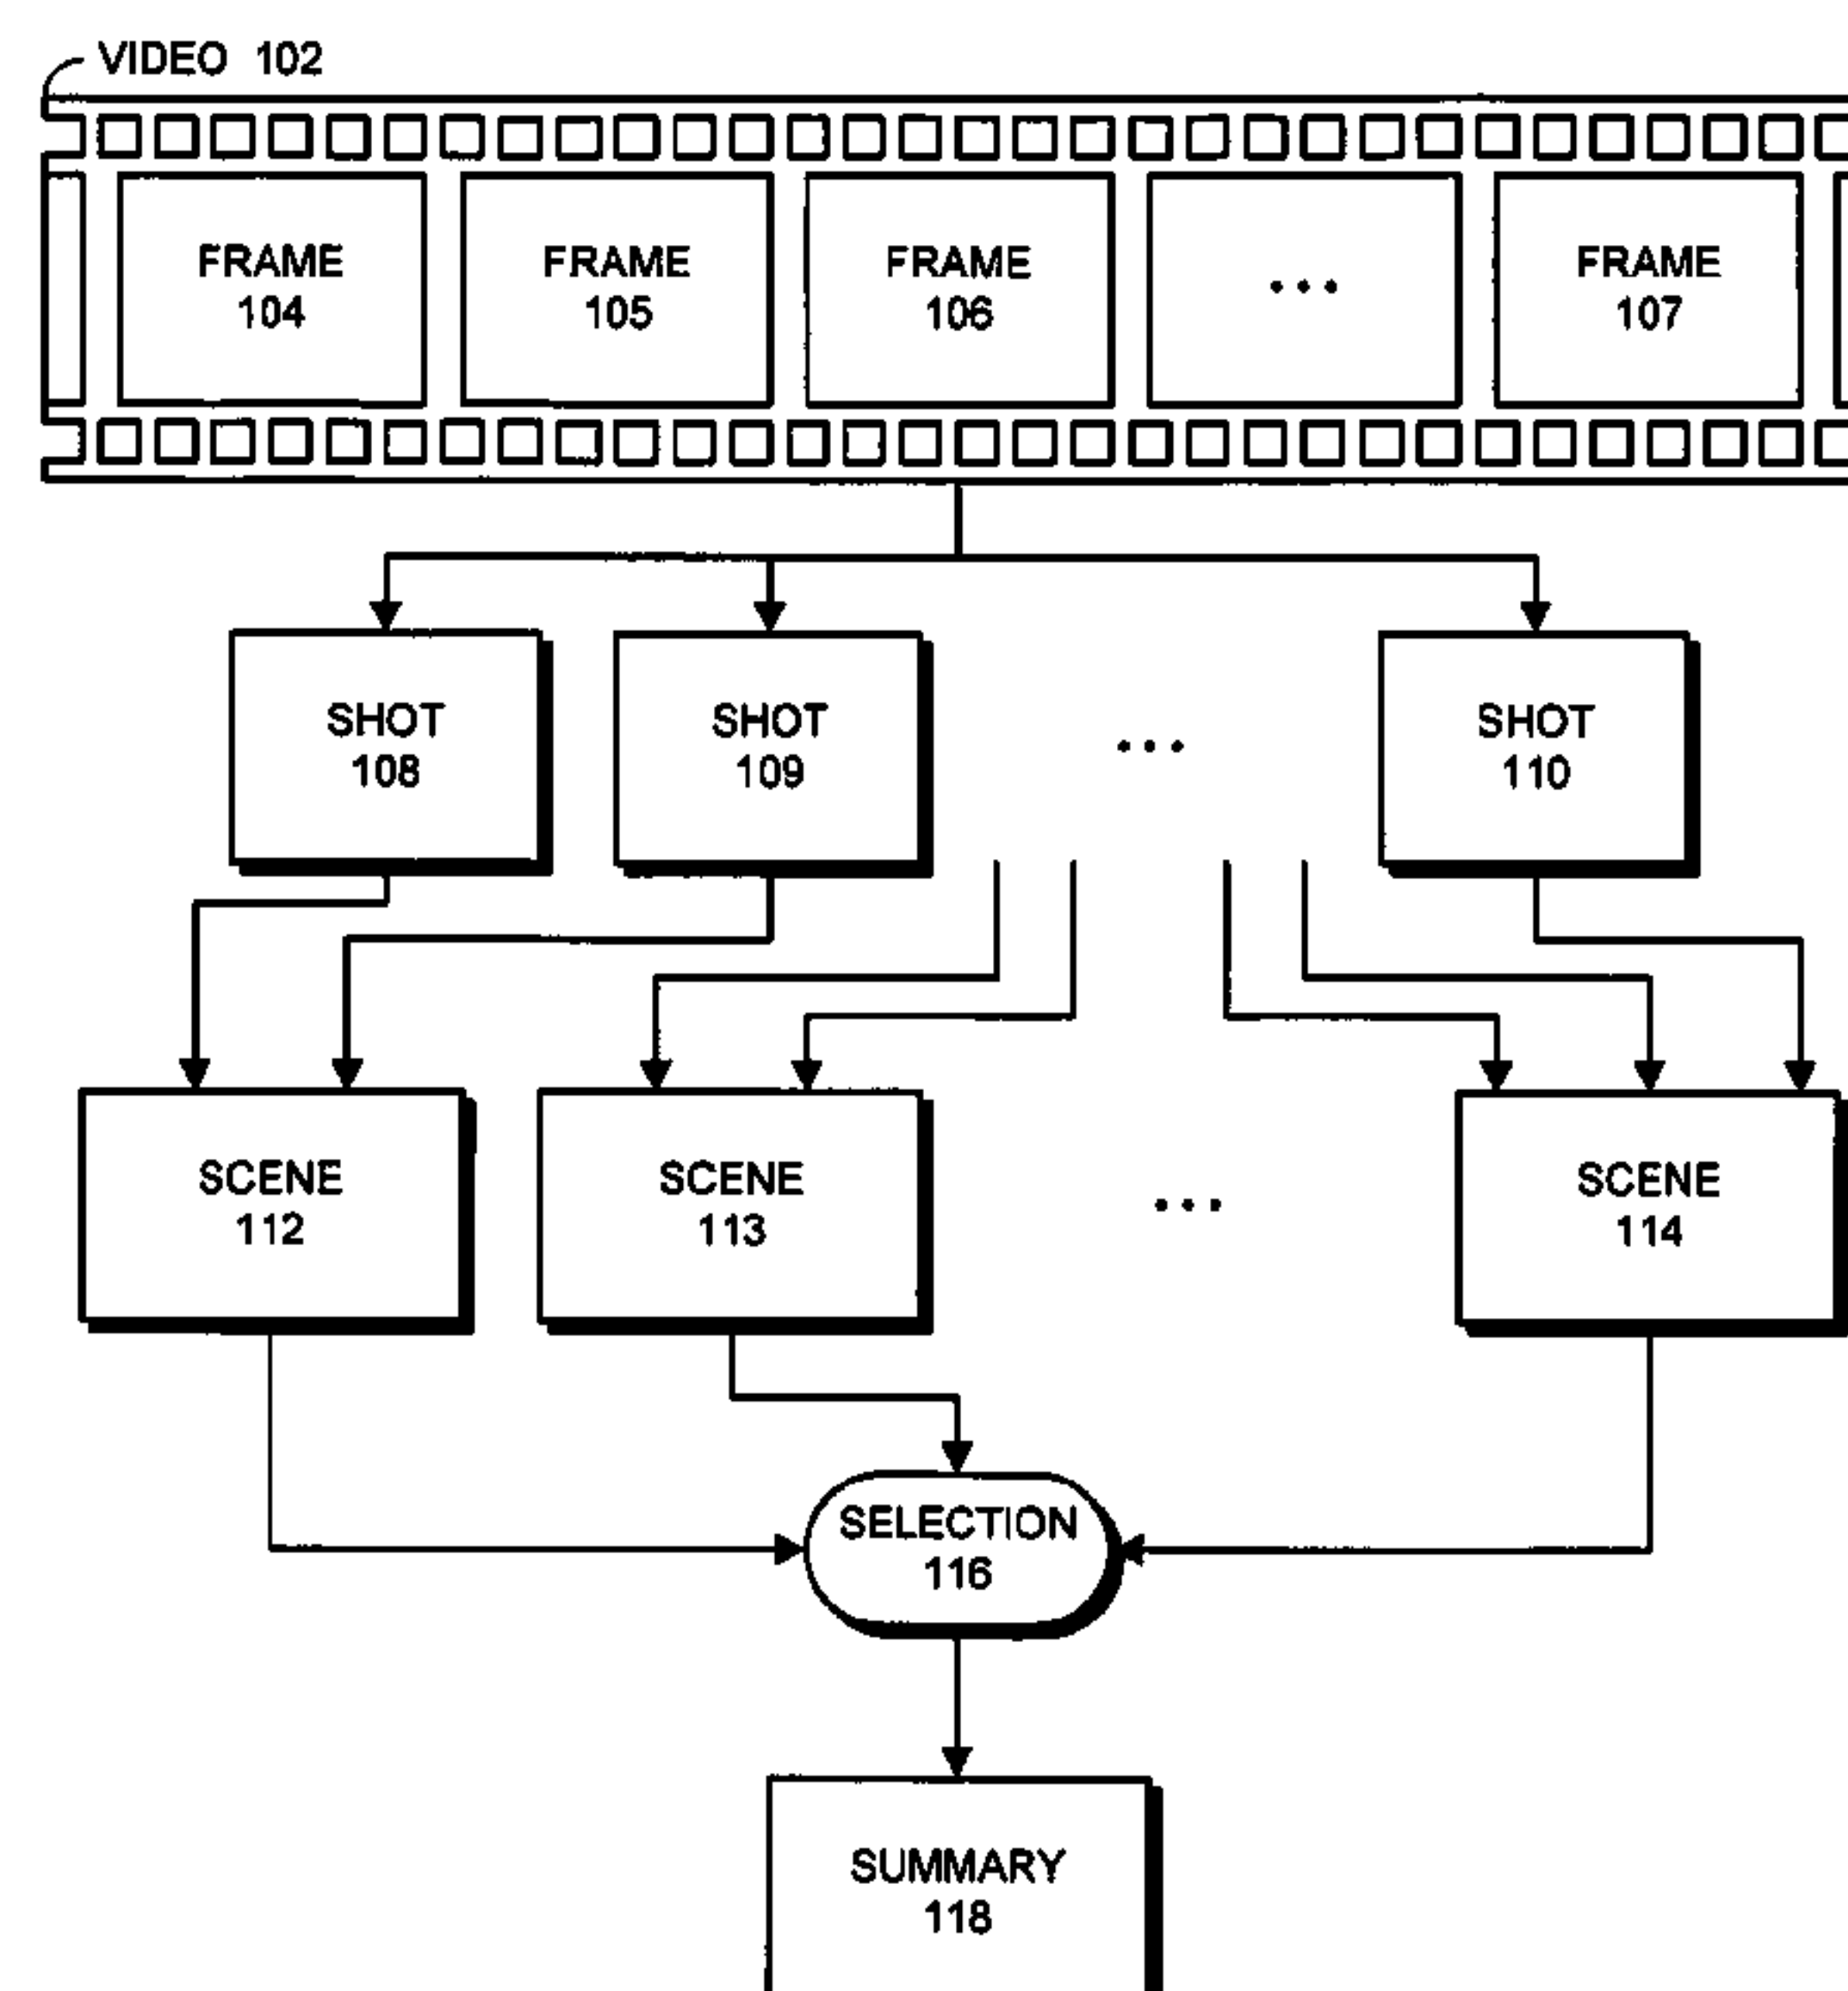 VIDEO 102
FRAME
104
FRAME
105
FRAME
106
...
FRAME
107
SHOT
108
SHOT
109
...
SHOT
110
SCENE
112
SCENE
113
...
SCENE
114
SELECTION
116
SUMMARY
118